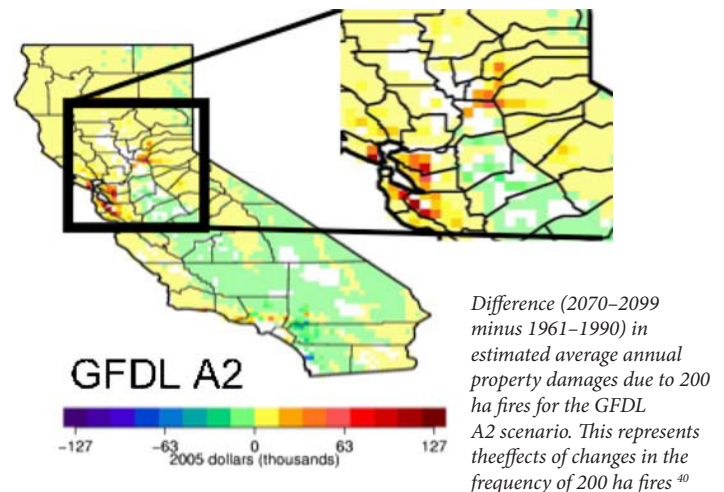 Difference (2070–2099
minus 1961–1990) in
estimated average annual
property damages due to 200
ha fires for the GFDL
A2 scenario. This represents
theeffects of changes in the
frequency of 200 ha fires 40
GFDL A2
−127 −63 0 63 127
2005 dollars (thousands)